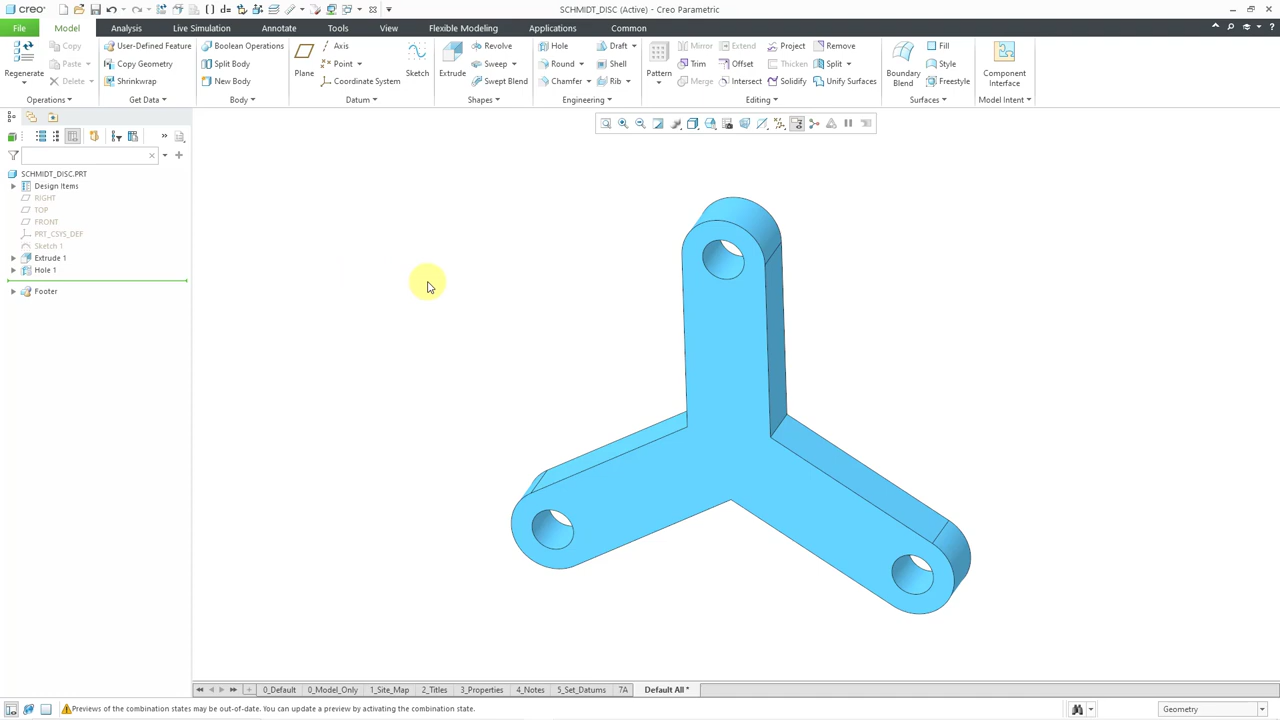 creo
SCHMIDT_DISC (Active) - Creo Parametric
File Model Analysis Live Simulation Annotate Tools View Flexible Modeling Applications Common
Regenerate
Copy
Paste
Delete
Operations
User-Defined Feature
Copy Geometry
Shrinkwrap
Get Data
Boolean Operations
Split Body
New Body
Body
Plane
Axis
Point
Coordinate System
Sketch
Datum
Extrude
Revolve
Sweep
Swept Blend
Shapes
Hole
Round
Chamfer
Draft
Shell
Rib
Engineering
Pattern
Mirror
Trim
Merge
Extend
Offset
Intersect
Project
Thicken
Solidify
Remove
Split
Unify Surfaces
Editing
Boundary
Blend
Fill
Style
Freestyle
Surfaces
Component
Interface
Model Intent
SCHMIDT_DISC.PRT
Design Items
RIGHT
TOP
FRONT
PRT_CSYS_DEF
Sketch 1
Extrude 1
Hole 1
Footer
0_Default 0_Model_Only 1_Site_Map 2_Titles 3_Properties 4_Notes 5_Set_Datums 7A Default All *
Previews of the combination states may be out-of-date. You can update a preview by activating the combination state.
Geometry